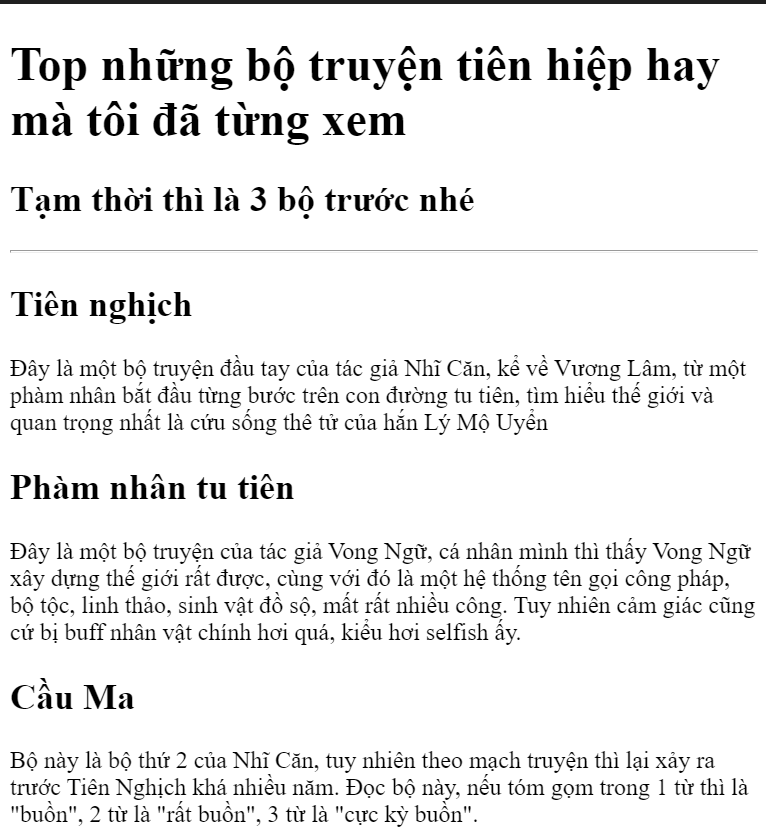 Top những bộ truyện tiên hiệp hay
mà tôi đã từng xem
Tạm thời thì là 3 bộ trước nhé
Tiên nghịch
Đây là một bộ truyện đầu tay của tác giả Nhĩ Căn, kể về Vương Lâm, từ một
phàm nhân bắt đầu từng bước trên con đường tu tiên, tìm hiểu thế giới và
quan trọng nhất là cứu sống thê tử của hắn Lý Mộ Uyển
Phàm nhân tu tiên
Đây là một bộ truyện của tác giả Vong Ngữ, cá nhân mình thì thấy Vong Ngữ
xây dựng thế giới rất được, cùng với đó là một hệ thống tên gọi công pháp,
bộ tộc, linh thảo, sinh vật đồ sộ, mất rất nhiều công. Tuy nhiên cảm giác cũng
cứ bị buff nhân vật chính hơi quá, kiểu hơi selfish ấy.
Cầu Ma
Bộ này là bộ thứ 2 của Nhĩ Căn, tuy nhiên theo mạch truyện thì lại xảy ra
trước Tiên Nghịch khá nhiều năm. Đọc bộ này, nếu tóm gọm trong 1 từ thì là
"buồn", 2 từ là "rất buồn", 3 từ là "cực kỳ buồn".